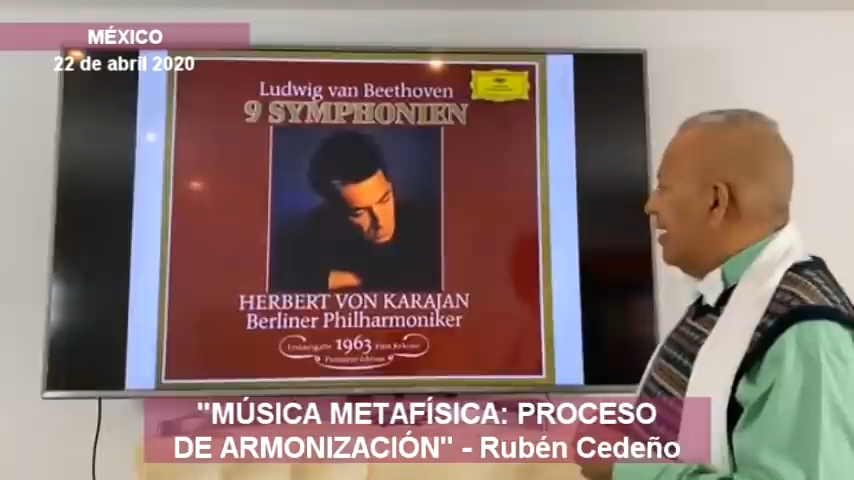 MÉXICO
22 de abril 2020
Ludwig van Beethoven
9 SYMPHONIEN
HERBERT VON KARAJAN
Berliner Philharmoniker
1963
"MÚSICA METAFÍSICA: PROCESO
DE ARMONIZACIÓN" - Rubén Cedeño